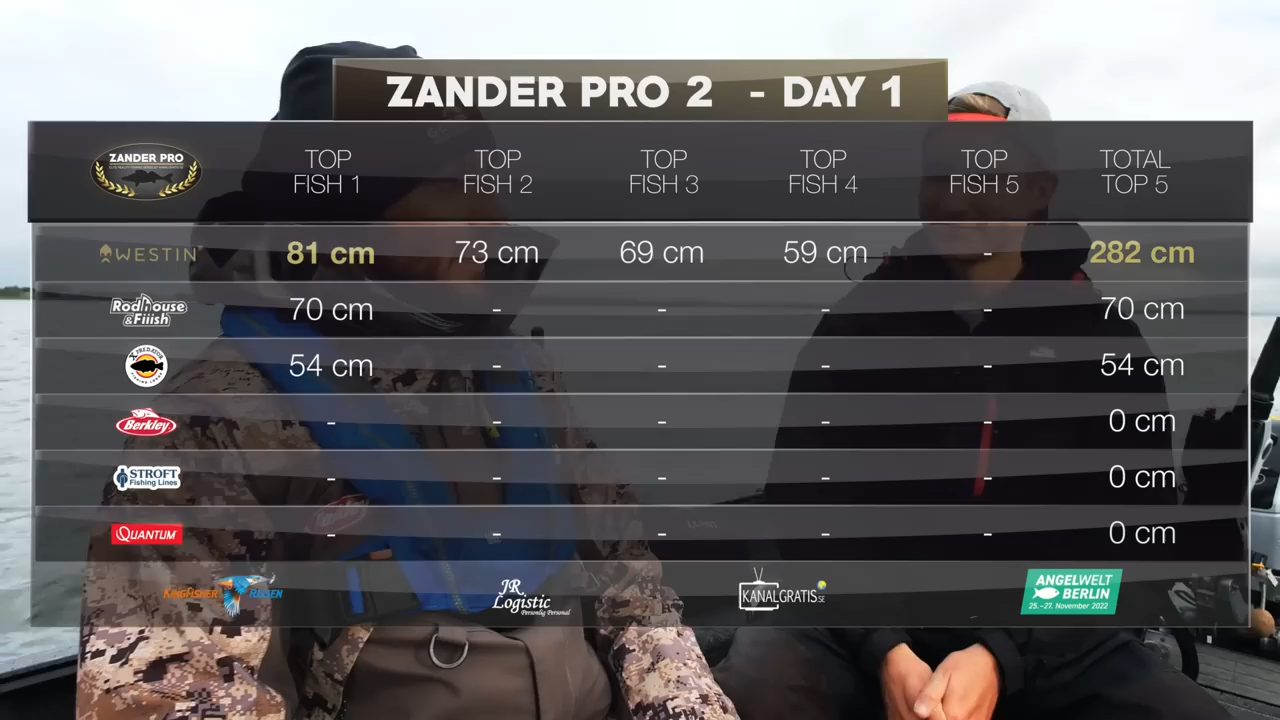 ZANDER PRO 2 - DAY 1
ZANDER PRO
TOP FISH 1
TOP FISH 2
TOP FISH 3
TOP FISH 4
TOP FISH 5
TOTAL TOP 5
WESTIN 81 cm 73 cm 69 cm 59 cm - 282 cm
Rodhouse
&Fiiish
70 cm - - - - 70 cm
XPREDATOR
54 cm - - - - 54 cm
Berkley - - - - - 0 cm
STROFT
Fishing Lines
- - - - - 0 cm
QUANTUM - - - - - 0 cm
KINGFISHER REISEN
JR.
Logistic
Personlig Personal
KANALGRATIS.SE
ANGELWELT
BERLIN
25.-27. November 2022